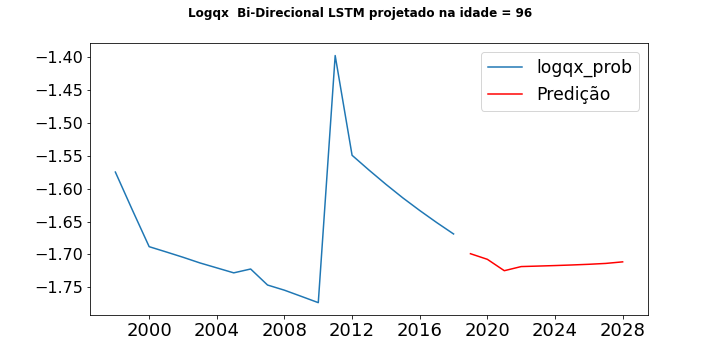 Logqx  Bi-Direcional LSTM projetado na idade = 96
−1.40
−1.45
−1.50
−1.55
−1.60
−1.65
−1.70
−1.75
logqx_prob
Predição
2000 2004 2008 2012 2016 2020 2024 2028